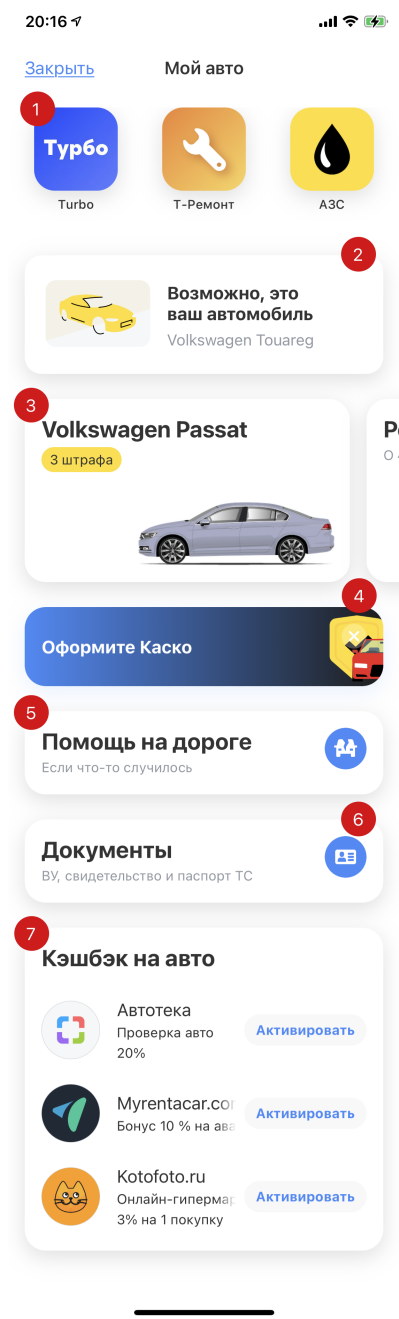 20:16
Закрыть
Мой авто
1
Турбо
Turbo
Т-Ремонт
АЗС
2
Возможно, это
ваш автомобиль
Volkswagen Touareg
3
Volkswagen Passat
3 штрафа
4
Оформите Каско
5
Помощь на дороге
Если что-то случилось
6
Документы
ВУ, свидетельство и паспорт ТС
7
Кэшбэк на авто
Автотека
Проверка авто
20%
Активировать
Myrentacar.com
Бонус 10 % на ава
Активировать
Kotofoto.ru
Онлайн-гипермар
3% на 1 покупку
Активировать